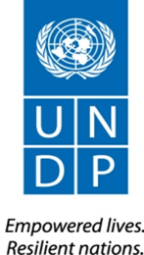 U N
D P
Empowered lives.
Resilient nations.